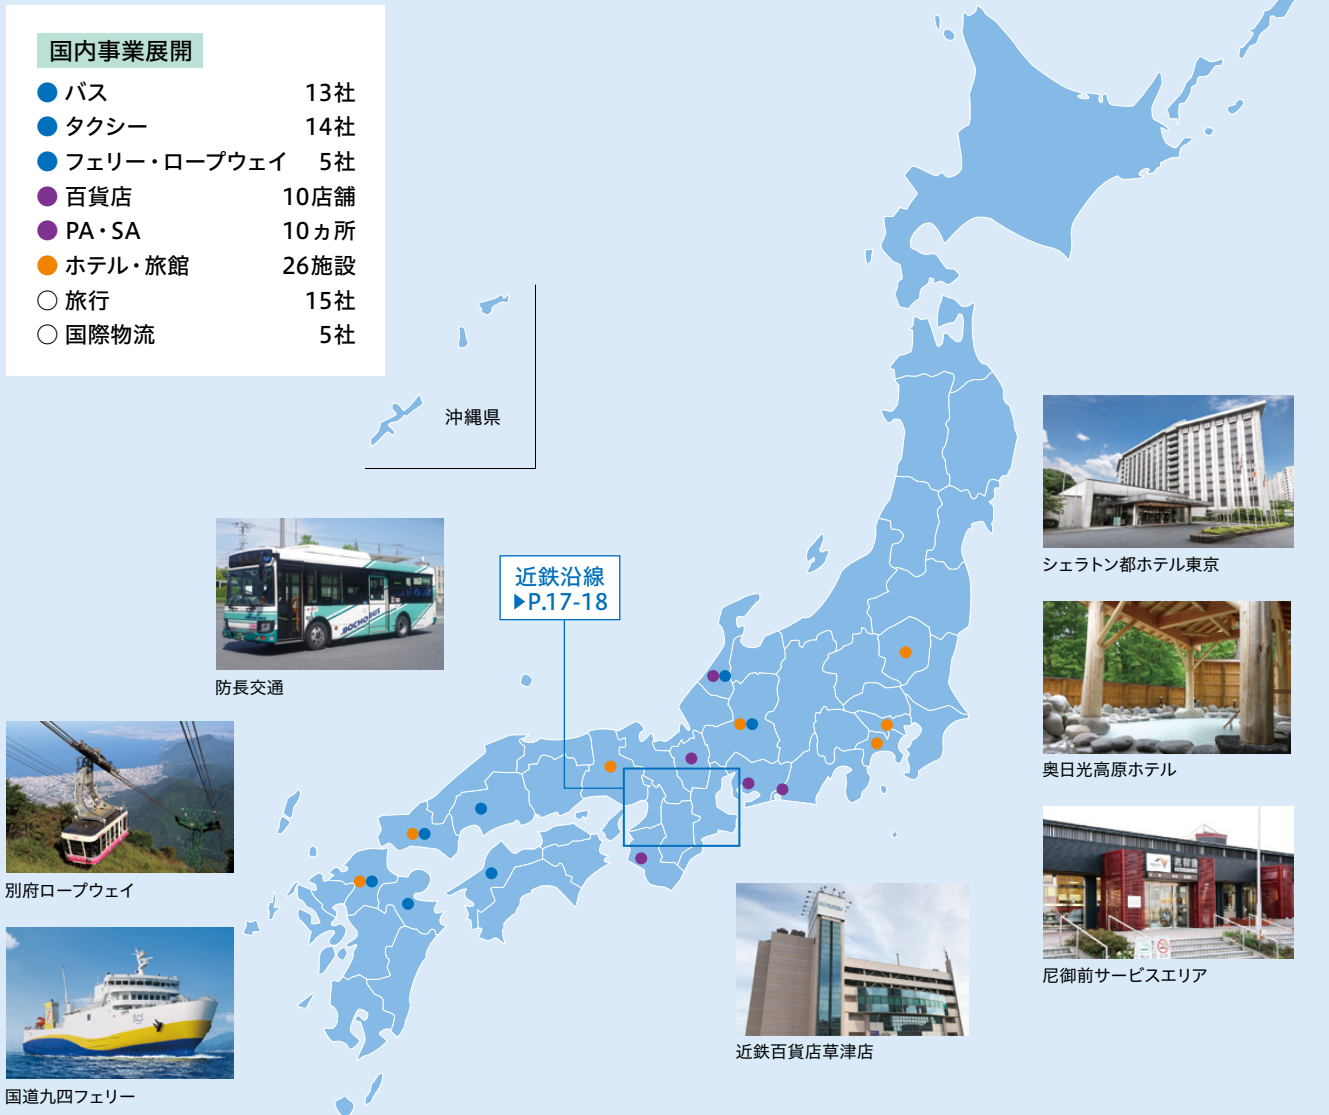 国内事業展開
● バス 13社
● タクシー 14社
● フェリー・ロープウェイ 5社
● 百貨店 10店舗
● PA・SA 10ヵ所
● ホテル・旅館 26施設
○ 旅行 15社
○ 国際物流 5社
沖縄県
シェラトン都ホテル東京
近鉄沿線
▶P.17-18
BOCHO BUS
防長交通
奥日光高原ホテル
別府ロープウェイ
尼御前サービスエリア
近鉄百貨店草津店
国道九四フェリー